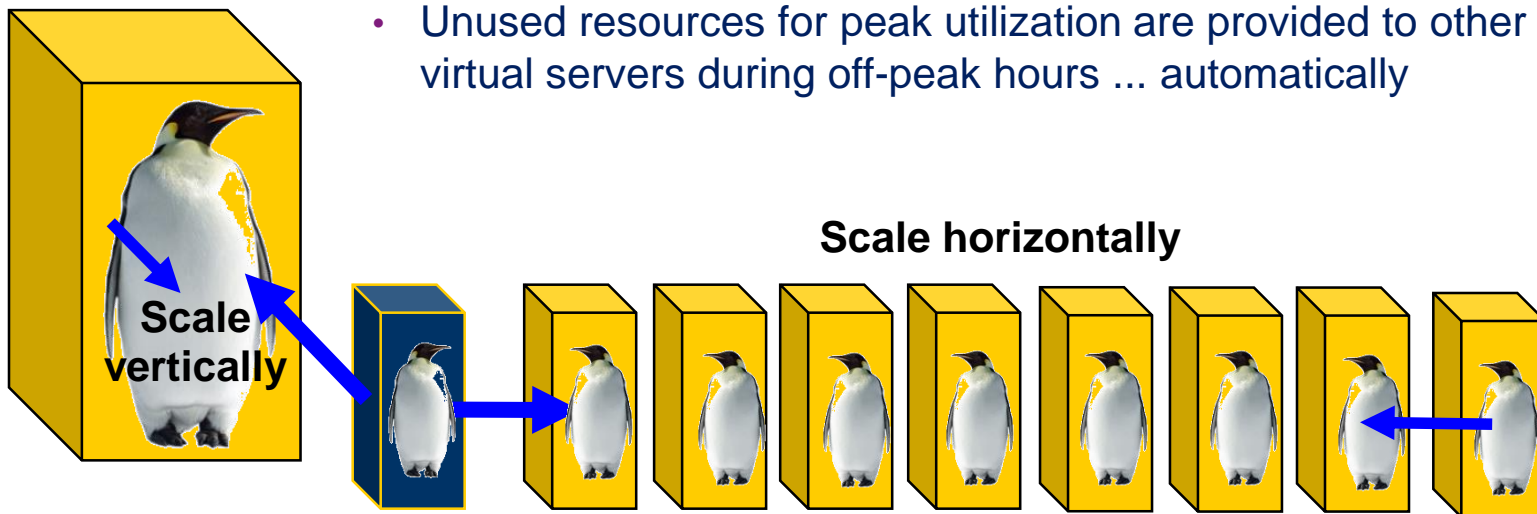 • Unused resources for peak utilization are provided to other
virtual servers during off-peak hours ... automatically
Scale horizontally
Scale
vertically